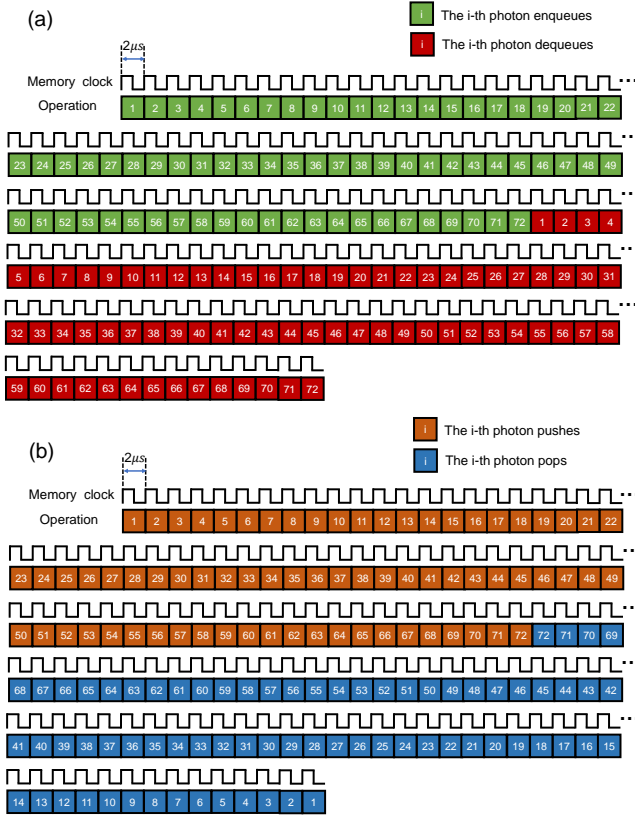 (a)
i The i-th photon enqueues
i The i-th photon dequeues
2μs
Memory clock ...
Operation 1 2 3 4 5 6 7 8 9 10 11 12 13 14 15 16 17 18 19 20 21 22
23 24 25 26 27 28 29 30 31 32 33 34 35 36 37 38 39 40 41 42 43 44 45 46 47 48 49
50 51 52 53 54 55 56 57 58 59 60 61 62 63 64 65 66 67 68 69 70 71 72 1 2 3 4
5 6 7 8 9 10 11 12 13 14 15 16 17 18 19 20 21 22 23 24 25 26 27 28 29 30 31
32 33 34 35 36 37 38 39 40 41 42 43 44 45 46 47 48 49 50 51 52 53 54 55 56 57 58
59 60 61 62 63 64 65 66 67 68 69 70 71 72
(b)
i The i-th photon pushes
i The i-th photon pops
2μs
Memory clock ...
Operation 1 2 3 4 5 6 7 8 9 10 11 12 13 14 15 16 17 18 19 20 21 22
23 24 25 26 27 28 29 30 31 32 33 34 35 36 37 38 39 40 41 42 43 44 45 46 47 48 49
50 51 52 53 54 55 56 57 58 59 60 61 62 63 64 65 66 67 68 69 70 71 72 72 71 70 69
68 67 66 65 64 63 62 61 60 59 58 57 56 55 54 53 52 51 50 49 48 47 46 45 44 43 42
41 40 39 38 37 36 35 34 33 32 31 30 29 28 27 26 25 24 23 22 21 20 19 18 17 16 15
14 13 12 11 10 9 8 7 6 5 4 3 2 1